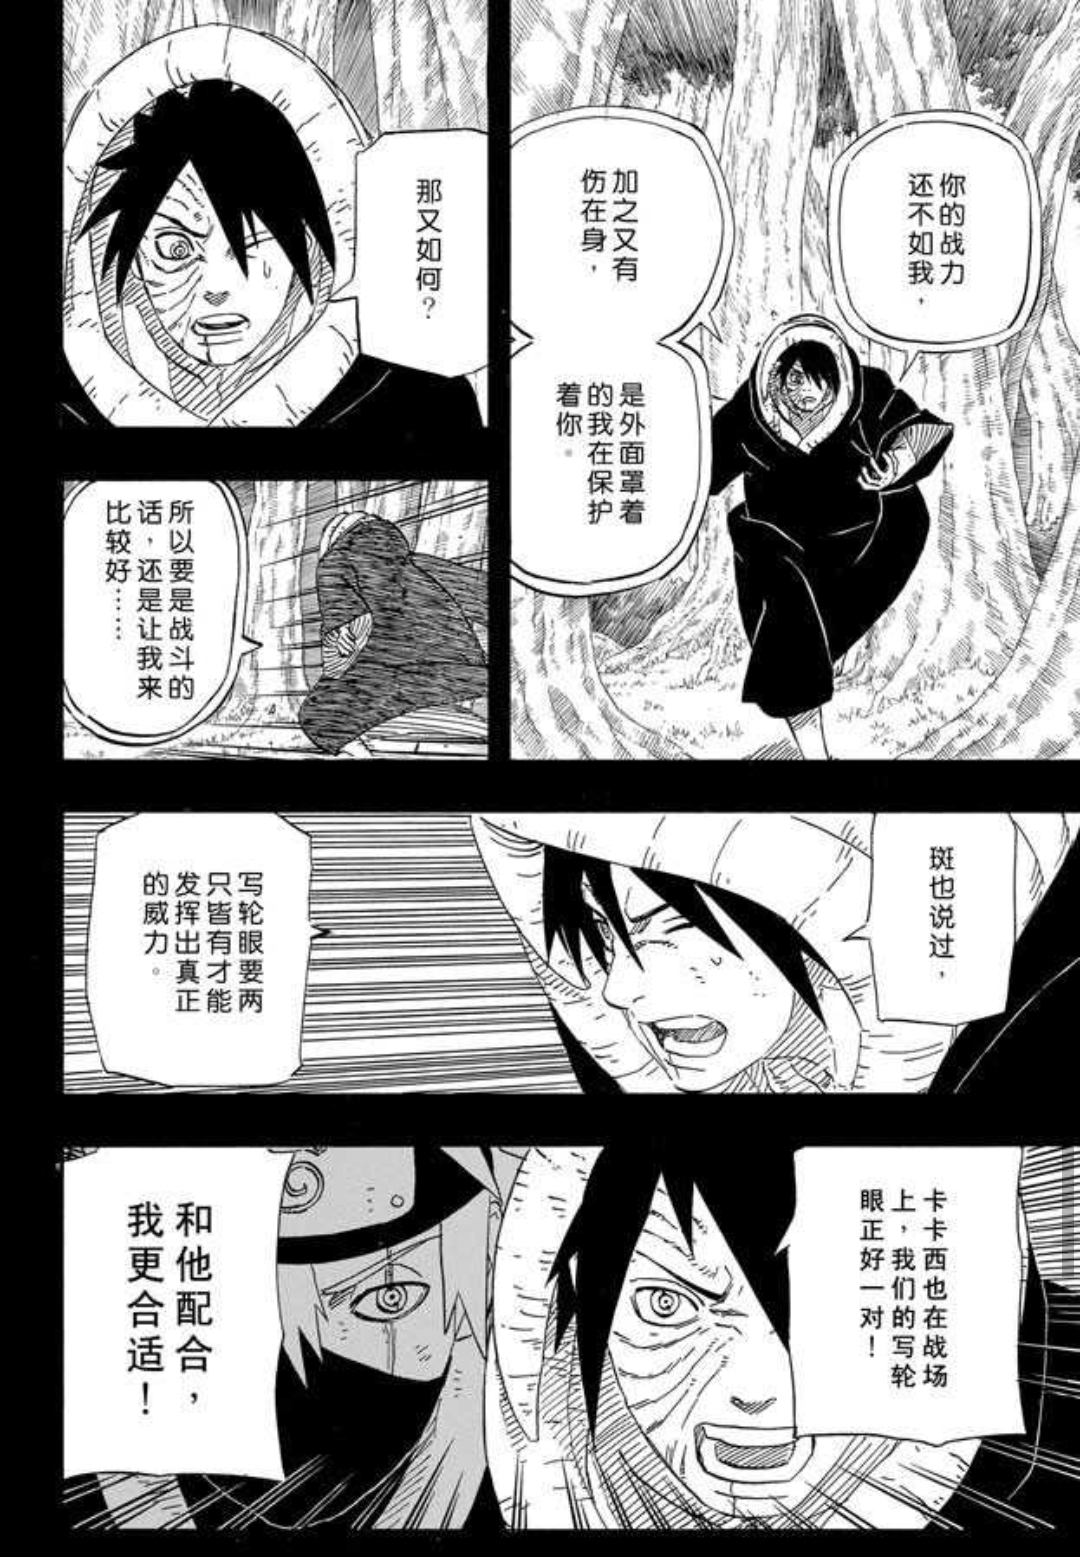 你的战力
还不如我，
加之又有
伤在身，
是外面罩着
的我在保护
着你。
那又如何？
所以要是战斗的
话，还是让我来
比较好……
斑也说过，
写轮眼要两
只皆有才能
发挥出真正
的威力。
卡卡西也在战场
上，我们的写轮
眼正好一对！
和他配合，
我更合适！